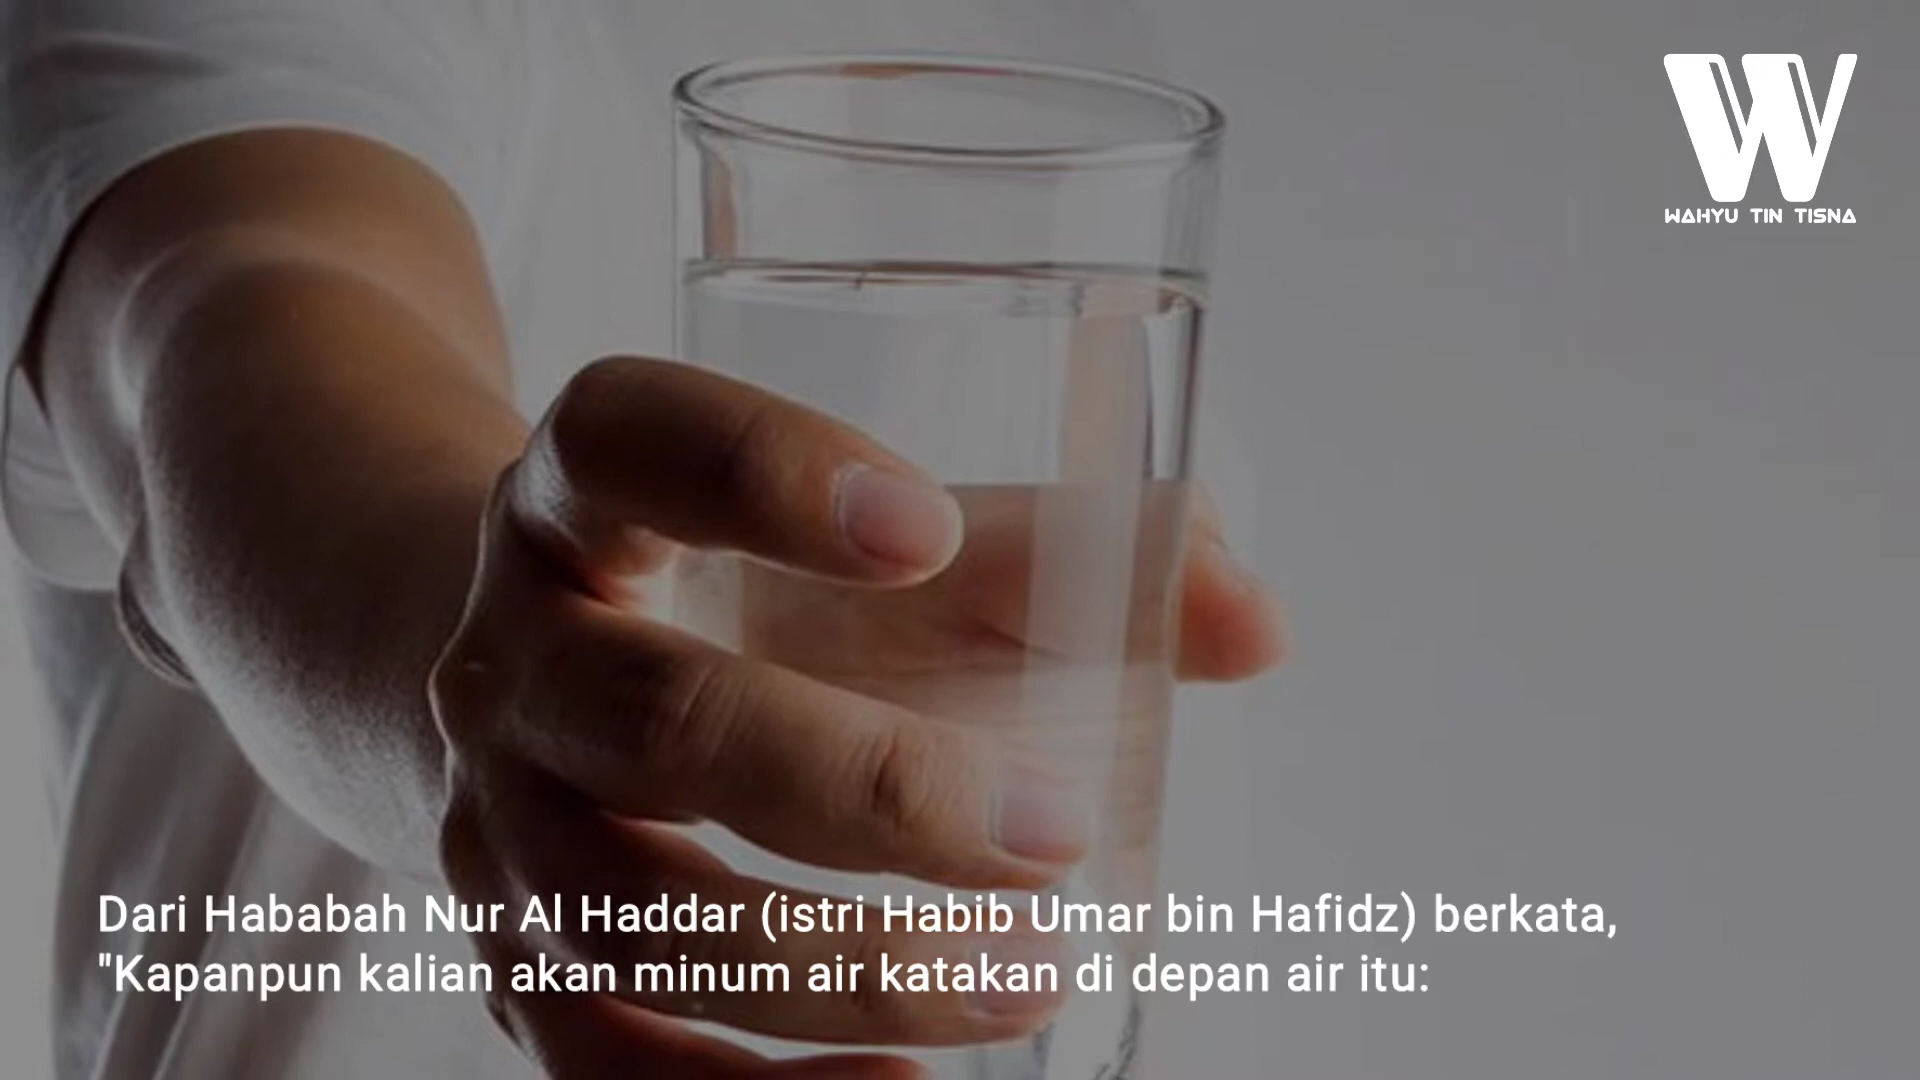 WAHYU TIN TISNA
Dari Hababah Nur Al Haddar (istri Habib Umar bin Hafidz) berkata,
"Kapanpun kalian akan minum air katakan di depan air itu: